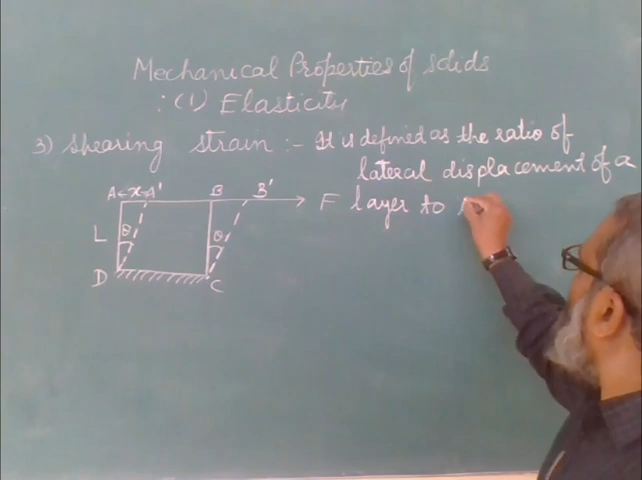 Mechanical Properties of solids
:(1) Elasticity
3) Shearing strain :- It is defined as the ratio of
lateral displacement of a
layer to
A x A' B B' F
L θ θ
D C